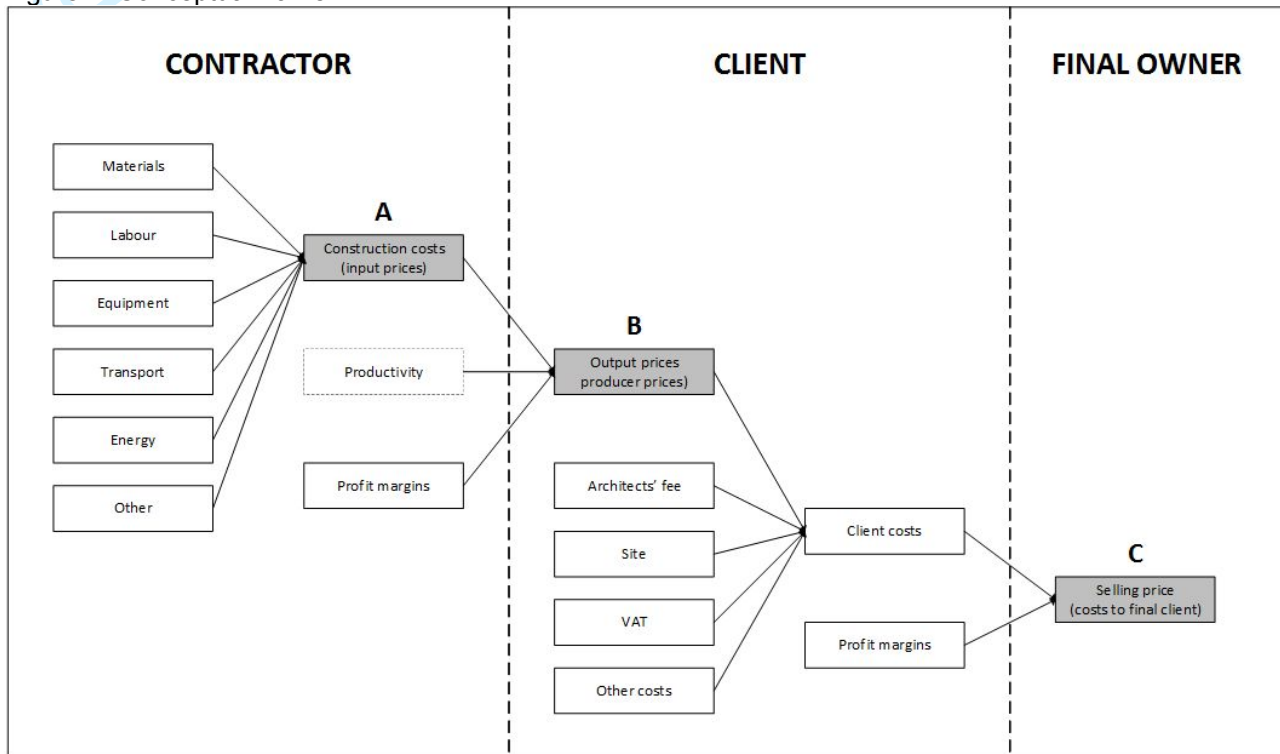 CONTRACTOR
CLIENT
FINAL OWNER
Materials
Labour
Equipment
Transport
Energy
Other
A
Construction costs
(input prices)
Productivity
Profit margins
B
Output prices
producer prices)
Architects' fee
Site
VAT
Other costs
Client costs
Profit margins
C
Selling price
(costs to final client)